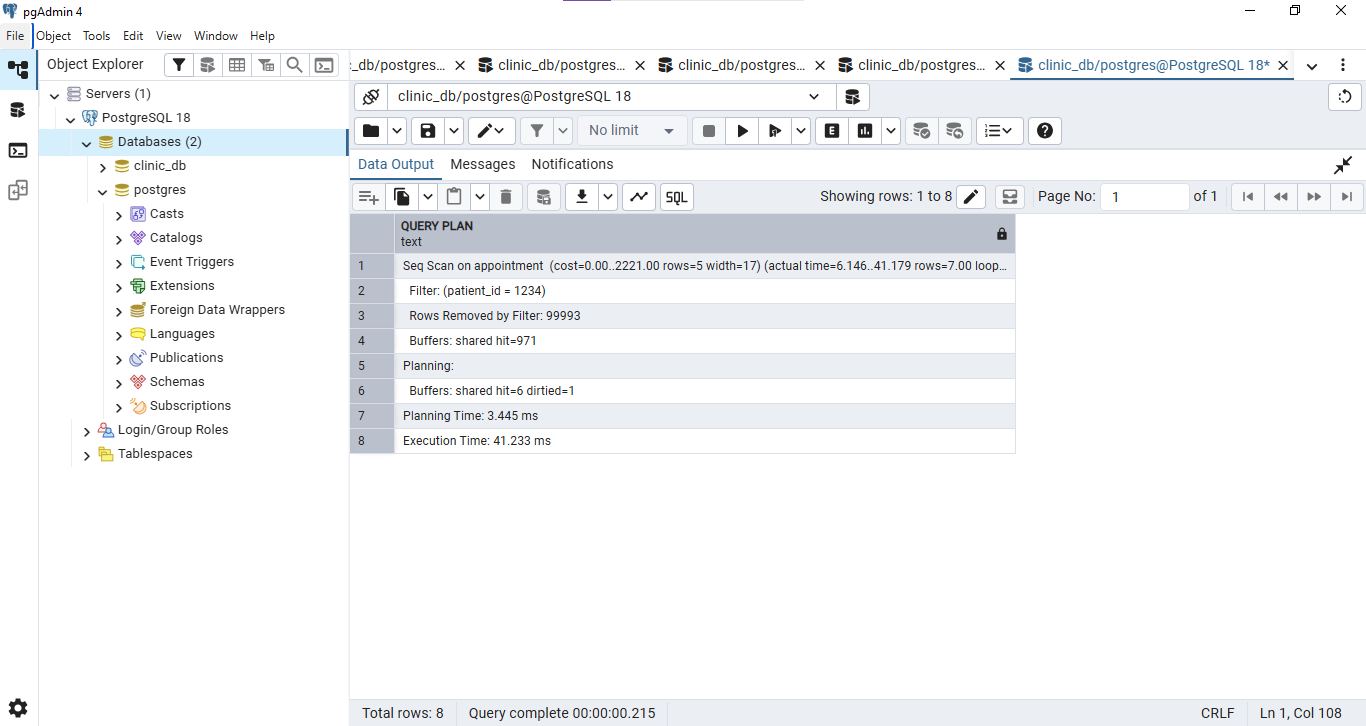 pgAdmin 4
File Object Tools Edit View Window Help
Object Explorer
Servers (1)
PostgreSQL 18
Databases (2)
clinic_db
postgres
Casts
Catalogs
Event Triggers
Extensions
Foreign Data Wrappers
Languages
Publications
Schemas
Subscriptions
Login/Group Roles
Tablespaces
_db/postgres... clinic_db/postgres... clinic_db/postgres... clinic_db/postgres... clinic_db/postgres@PostgreSQL 18*
clinic_db/postgres@PostgreSQL 18
No limit E
Data Output Messages Notifications
SQL Showing rows: 1 to 8 Page No: 1 of 1
QUERY PLAN
text
1 Seq Scan on appointment (cost=0.00..2221.00 rows=5 width=17) (actual time=6.146..41.179 rows=7.00 loop...
2 Filter: (patient_id = 1234)
3 Rows Removed by Filter: 99993
4 Buffers: shared hit=971
5 Planning:
6 Buffers: shared hit=6 dirtied=1
7 Planning Time: 3.445 ms
8 Execution Time: 41.233 ms
Total rows: 8 Query complete 00:00:00.215 CRLF Ln 1, Col 108